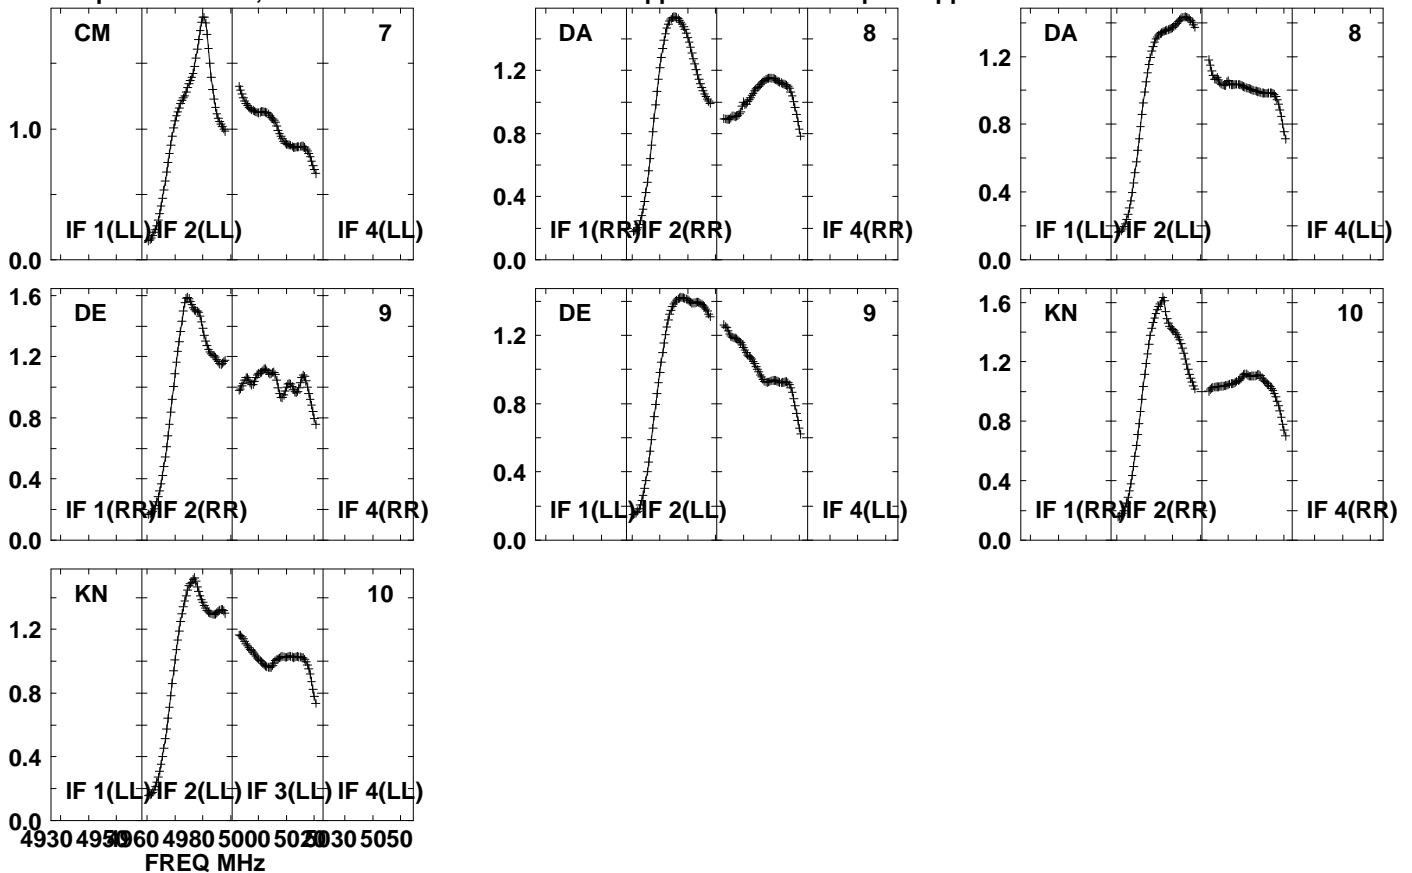 CM 7 DA 8 DA 8
1.0 1.2 1.2
0.8 0.8
0.4 0.4
IF 1(LL) IF 2(LL) IF 4(LL) IF 1(RR) IF 2(RR) IF 4(RR) IF 1(LL) IF 2(LL) IF 4(LL)
0.0 0.0 0.0
1.6 DE 9 DE 9 1.6 KN 10
1.2 1.2 1.2
0.8 0.8 0.8
0.4 0.4 0.4
IF 1(RR) IF 2(RR) IF 4(RR) IF 1(LL) IF 2(LL) IF 4(LL) IF 1(RR) IF 2(RR) IF 4(RR)
0.0 0.0 0.0
KN 10
1.2
0.8
0.4
IF 1(LL) IF 2(LL) IF 3(LL) IF 4(LL)
0.0
4930 4950 4960 4980 5000 5020 5030 5050
FREQ MHz